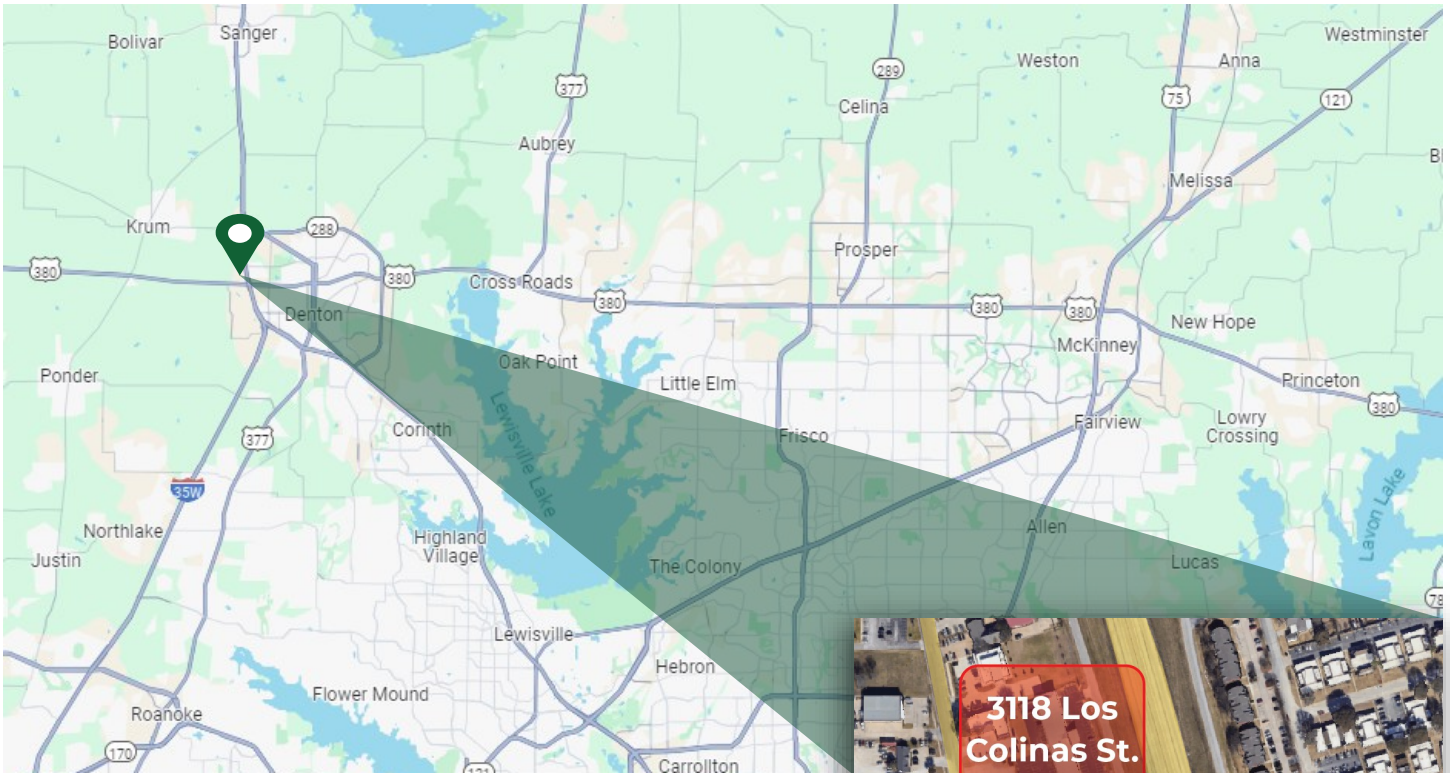 Sanger
Bolivar
Westminster
Weston
Anna
377
289
75
121
Celina
Aubrey
Melissa
Krum
288
Prosper
380
380
Cross Roads
380
380
380
Denton
New Hope
McKinney
Oak Point
Ponder
Little Elm
Princeton
380
Lewisville Lake
Corinth
Frisco
Fairview
Lowry
Crossing
377
35W
Lavon Lake
Northlake
Highland
Village
Allen
Justin
The Colony
Lucas
78
Lewisville
Hebron
Flower Mound
Roanoke
3118 Los
Colinas St.
170
121
Carrollton